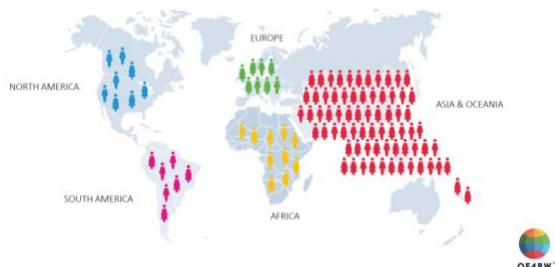 EUROPE
NORTH AMERICA
ASIA & OCEANIA
SOUTH AMERICA
AFRICA